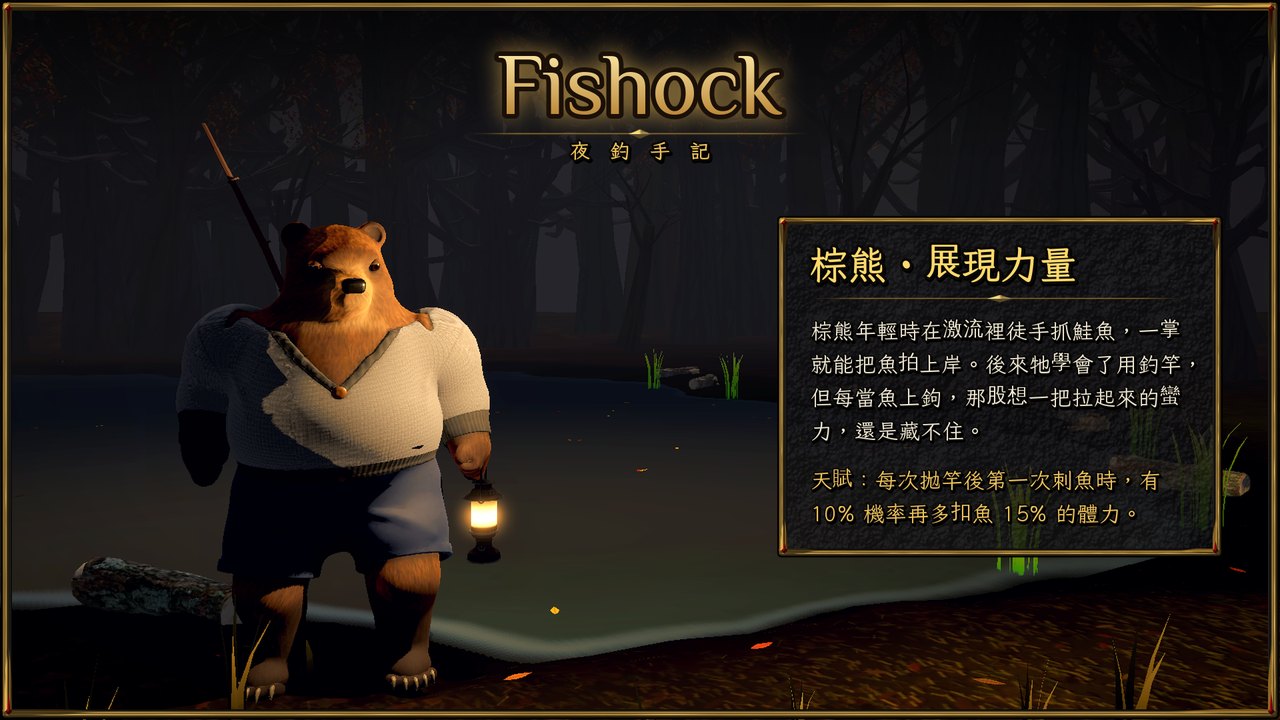 Fishock
夜釣手記
棕熊・展現力量
棕熊年輕時在激流裡徒手抓鮭魚，一掌
就能把魚拍上岸。後來牠學會了用釣竿，
但每當魚上鉤，那股想一把拉起來的蠻
力，還是藏不住。
天賦：每次拋竿後第一次刺魚時，有
10% 機率再多扣魚 15% 的體力。